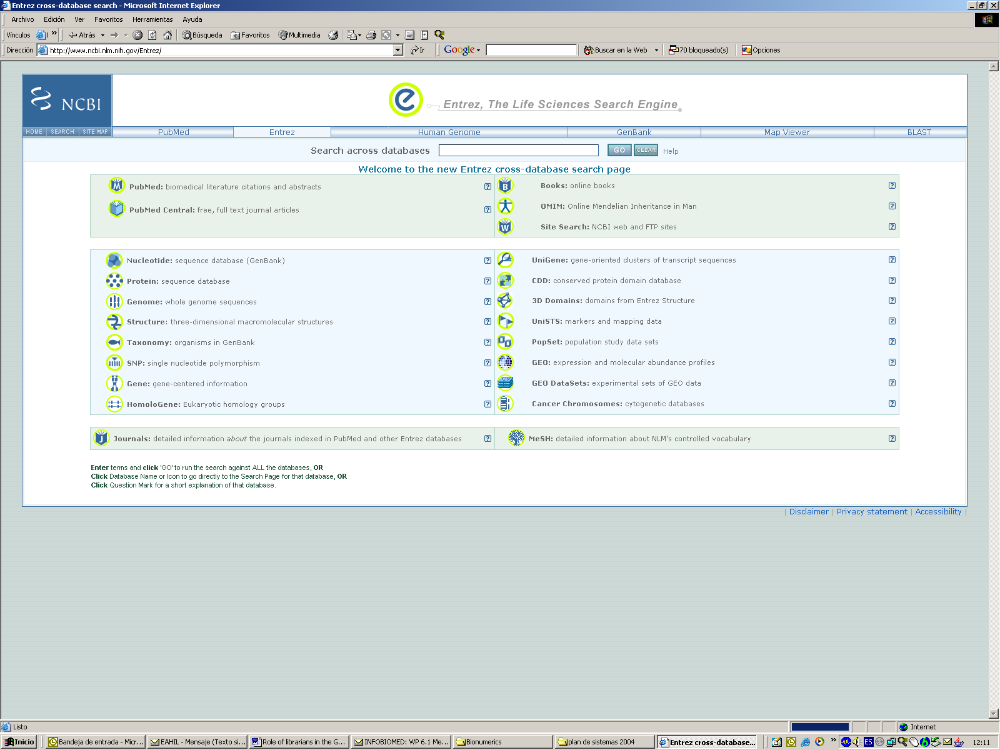 Entrez cross-database search - Microsoft Internet Explorer
Archivo Edición Ver Favoritos Herramientas Ayuda
Vínculos » Atrás Búsqueda Favoritos Multimedia
Dirección http://www.ncbi.nlm.nih.gov/Entrez/ Ir Google Buscar en la Web 70 bloqueado(s) Opciones
NCBI
Entrez, The Life Sciences Search Engine
HOME SEARCH SITE MAP PubMed Entrez Human Genome GenBank Map Viewer BLAST
Search across databases GO CLEAR Help
Welcome to the new Entrez cross-database search page
PubMed: biomedical literature citations and abstracts ?
PubMed Central: free, full text journal articles ?
Books: online books ?
OMIM: Online Mendelian Inheritance in Man ?
Site Search: NCBI web and FTP sites ?
Nucleotide: sequence database (GenBank) ?
Protein: sequence database ?
Genome: whole genome sequences ?
Structure: three-dimensional macromolecular structures ?
Taxonomy: organisms in GenBank ?
SNP: single nucleotide polymorphism ?
Gene: gene-centered information ?
HomoloGene: Eukaryotic homology groups ?
UniGene: gene-oriented clusters of transcript sequences ?
CDD: conserved protein domain database ?
3D Domains: domains from Entrez Structure ?
UniSTS: markers and mapping data ?
PopSet: population study data sets ?
GEO: expression and molecular abundance profiles ?
GEO DataSets: experimental sets of GEO data ?
Cancer Chromosomes: cytogenetic databases ?
Journals: detailed information about the journals indexed in PubMed and other Entrez databases ?
MeSH: detailed information about NLM's controlled vocabulary ?
Enter terms and click 'GO' to run the search against ALL the databases, OR
Click Database Name or Icon to go directly to the Search Page for that database, OR
Click Question Mark for a short explanation of that database.
| Disclaimer | Privacy statement | Accessibility |
Listo Internet
Inicio Bandeja de entrada - Micr... EAHIL - Mensaje (Texto si... Role of librarians in the G... INFOBIOMED: WP 6.1 Me... Bionumerics plan de sistemas 2004 Entrez cross-database... » ES 12:11